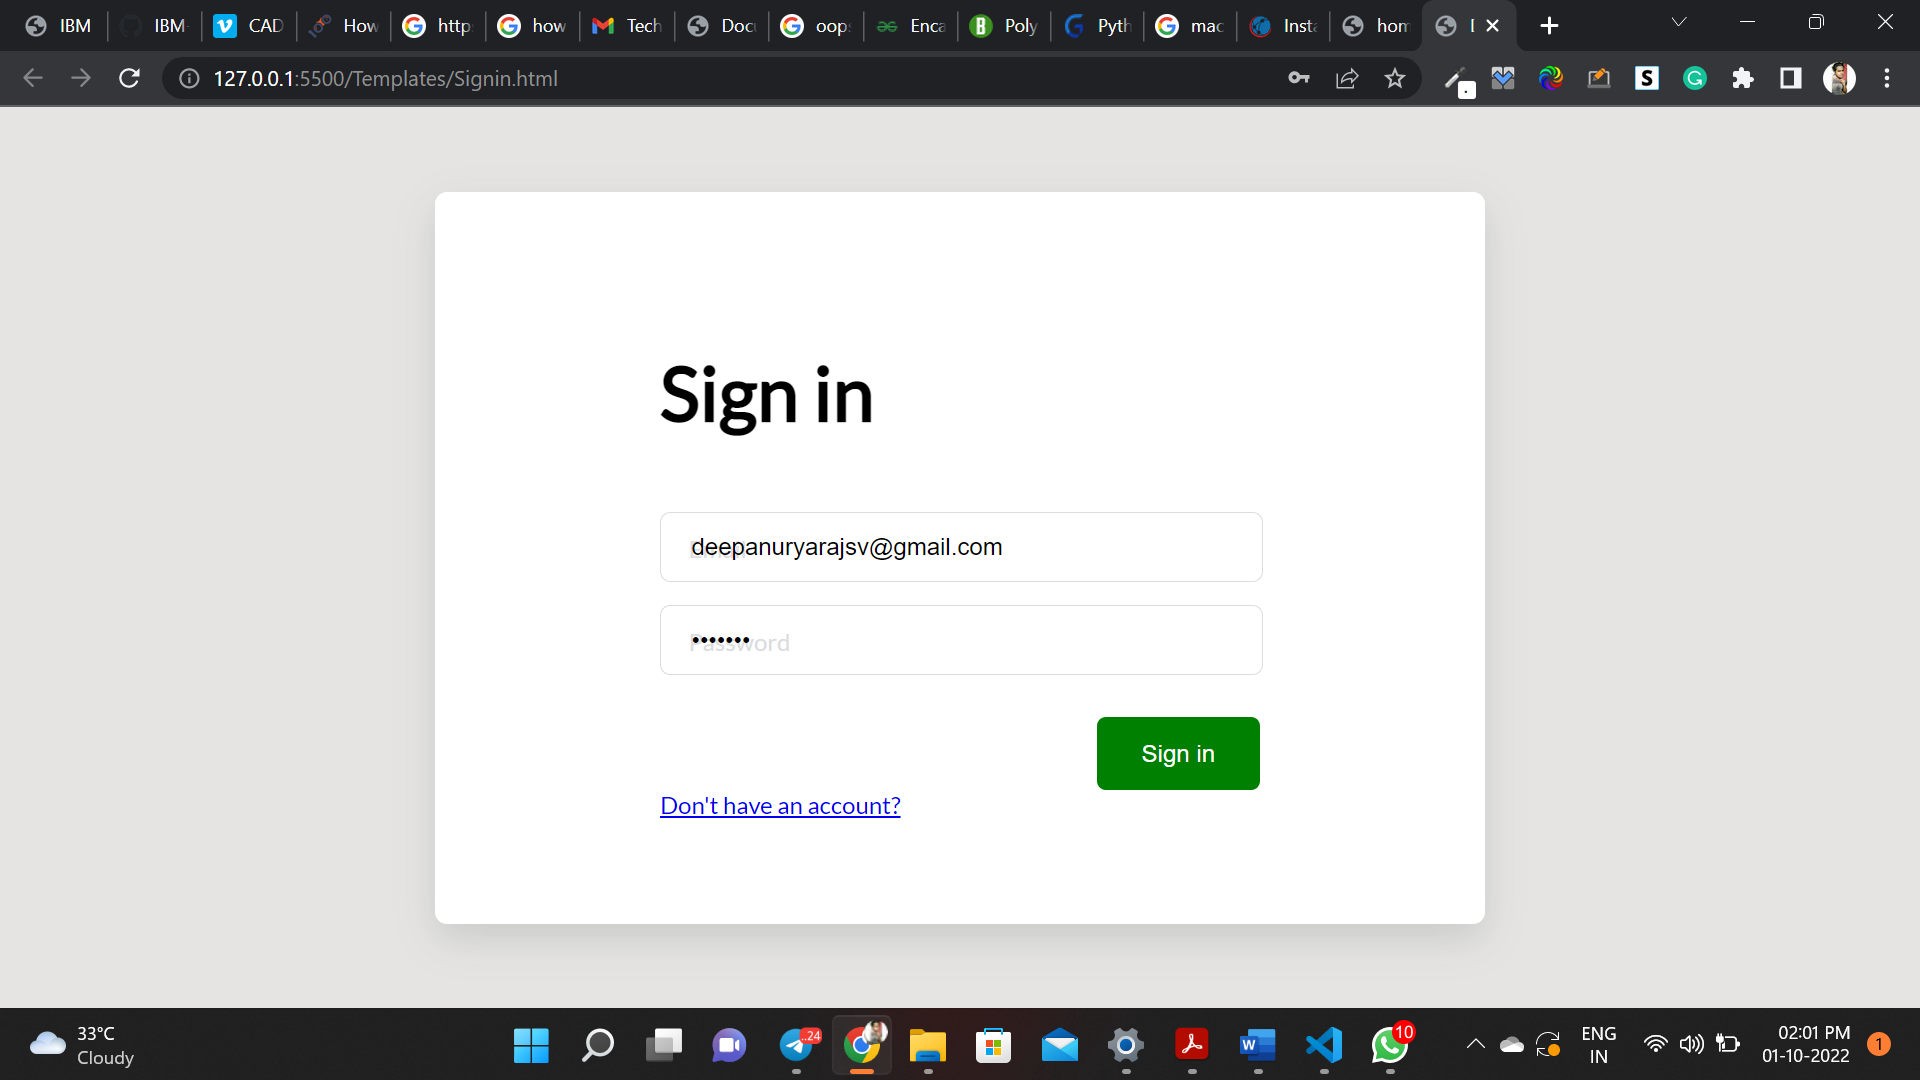 IBM
IBM-
CAD
How
http
how
Tech
Docu
oops
Enca
Poly
Pyth
mac
Insta
hom
127.0.0.1:5500/Templates/Signin.html
Sign in
deepanuryarajsv@gmail.com
Password
Sign in
Don't have an account?
33°C
Cloudy
..24
10
ENG
IN
02:01 PM
01-10-2022
1